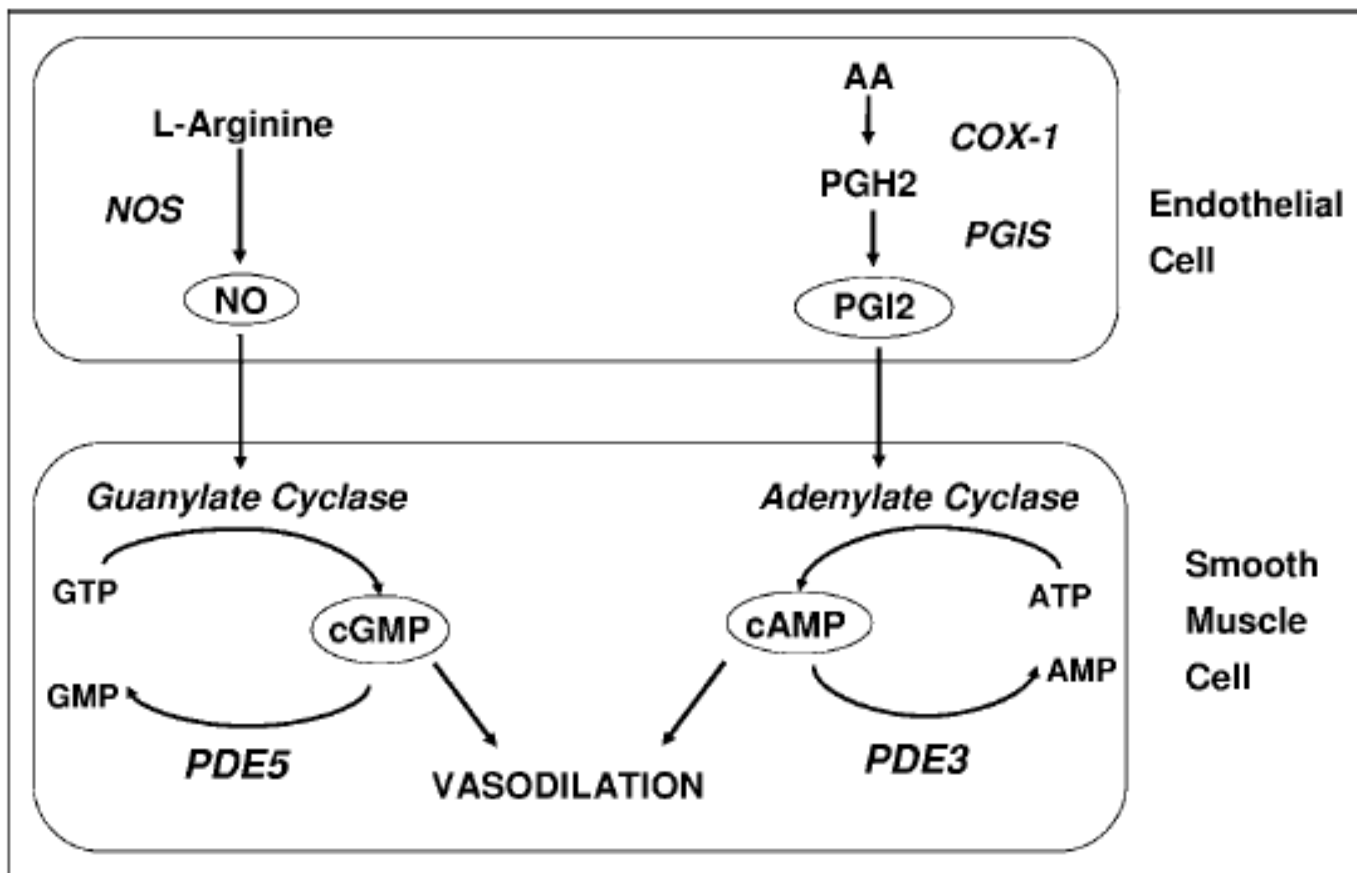 AA
L-Arginine
COX-1
PGH2
NOS
PGIS
Endothelial
Cell
NO
PGI2
Guanylate Cyclase
Adenylate Cyclase
GTP
ATP
cGMP
cAMP
Smooth
Muscle
Cell
GMP
AMP
PDE5
PDE3
VASODILATION